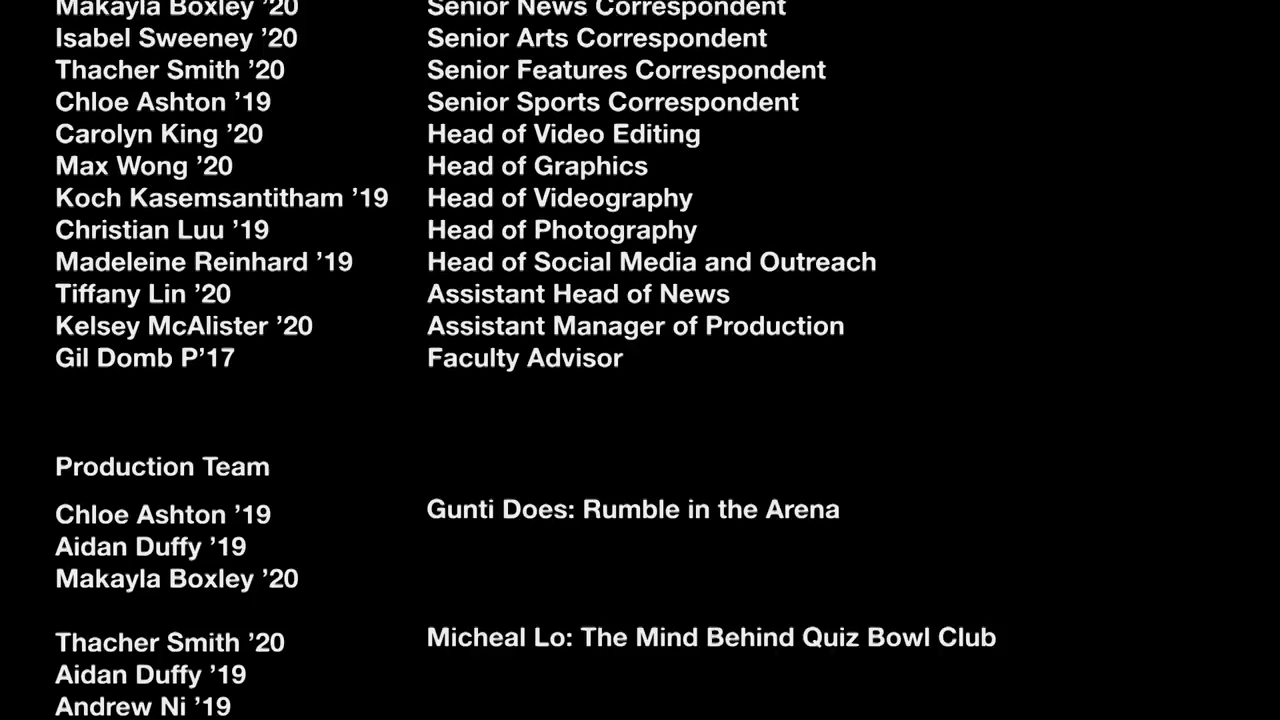 Makayla Boxley ’20 Senior News Correspondent
Isabel Sweeney ’20 Senior Arts Correspondent
Thacher Smith ’20 Senior Features Correspondent
Chloe Ashton ’19 Senior Sports Correspondent
Carolyn King ’20 Head of Video Editing
Max Wong ’20 Head of Graphics
Koch Kasemsantitham ’19 Head of Videography
Christian Luu ’19 Head of Photography
Madeleine Reinhard ’19 Head of Social Media and Outreach
Tiffany Lin ’20 Assistant Head of News
Kelsey McAlister ’20 Assistant Manager of Production
Gil Domb P’17 Faculty Advisor
Production Team
Chloe Ashton ’19 Gunti Does: Rumble in the Arena
Aidan Duffy ’19
Makayla Boxley ’20
Thacher Smith ’20 Micheal Lo: The Mind Behind Quiz Bowl Club
Aidan Duffy ’19
Andrew Ni ’19